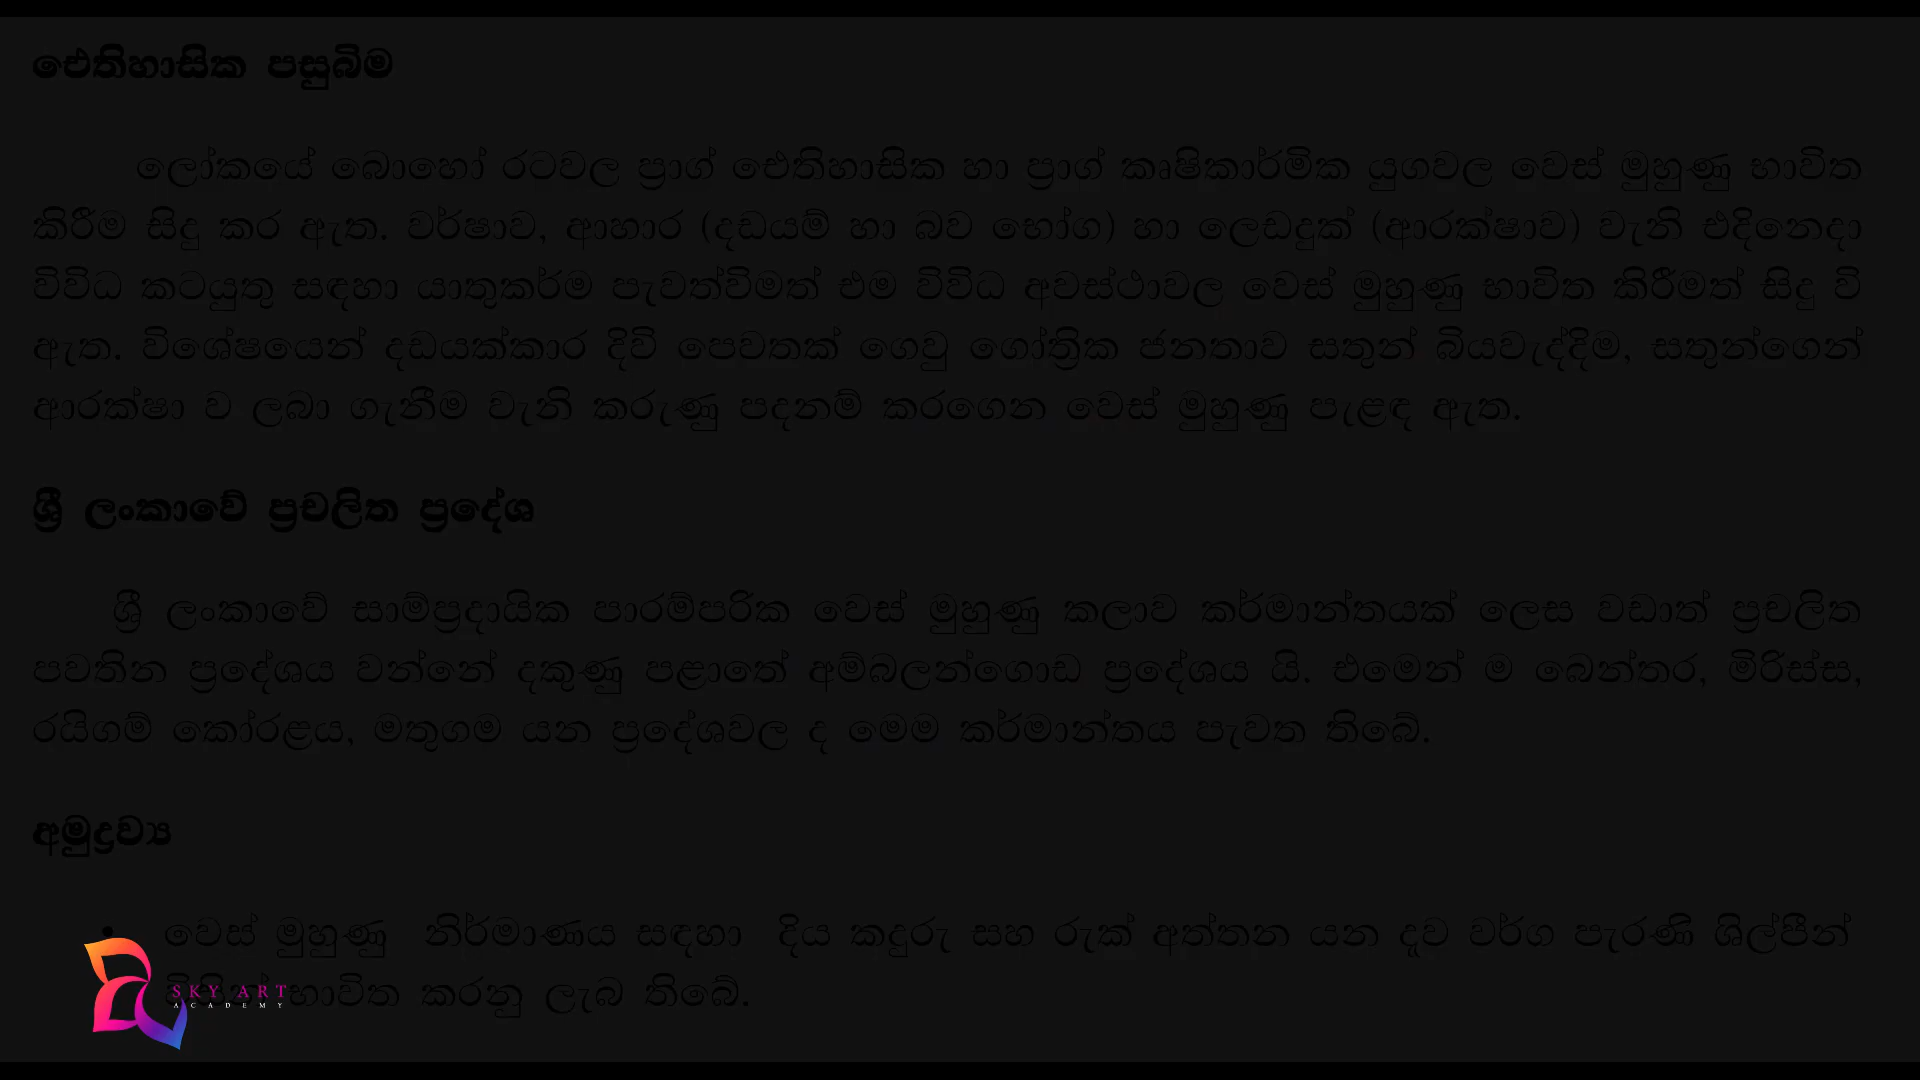 ඓතිහාසික පසුබිම
ලෝකයේ බොහෝ රටවල ප්‍රාග් ඓතිහාසික හා ප්‍රාග් කෘෂිකාර්මික යුගවල වෙස් මුහුණු භාවිත
කිරීම සිදු කර ඇත. වර්ෂාව, ආහාර (දඩයම් හා බව භෝග) හා ලෙඩදුක් (ආරක්ෂාව) වැනි එදිනෙදා
විවිධ කටයුතු සඳහා යාතුකර්ම පැවත්විමත් එම විවිධ අවස්ථාවල වෙස් මුහුණු භාවිත කිරීමත් සිදු වි
ඇත. විශේෂයෙන් දඩයක්කාර දිවි පෙවතක් ගෙවු ගෝත්‍රික ජනතාව සතුන් බියවැද්දිම, සතුන්ගෙන්
ආරක්ෂා ව ලබා ගැනීම වැනි කරුණු පදනම් කරගෙන වෙස් මුහුණු පැළඳ ඇත.
ශ්‍රී ලංකාවේ ප්‍රචලිත ප්‍රදේශ
ශ්‍රී ලංකාවේ සාම්ප්‍රදායික පාරම්පරික වෙස් මුහුණු කලාව කර්මාන්තයක් ලෙස වඩාත් ප්‍රචලිත
පවතින ප්‍රදේශය වන්නේ දකුණු පළාතේ අම්බලන්ගොඩ ප්‍රදේශය යි. එමෙන් ම බෙන්තර, මිරිස්ස,
රයිගම් කෝරළය, මතුගම යන ප්‍රදේශවල ද මෙම කර්මාන්තය පැවත තිබේ.
අමුද්‍රව්‍ය
• වෙස් මුහුණු නිර්මාණය සඳහා දිය කදුරු සහ රුක් අත්තන යන දූව වර්ග පැරණි ශිල්පීන්
භාවිත කරනු ලැබ තිබේ.
SKY ART
ACADEMY